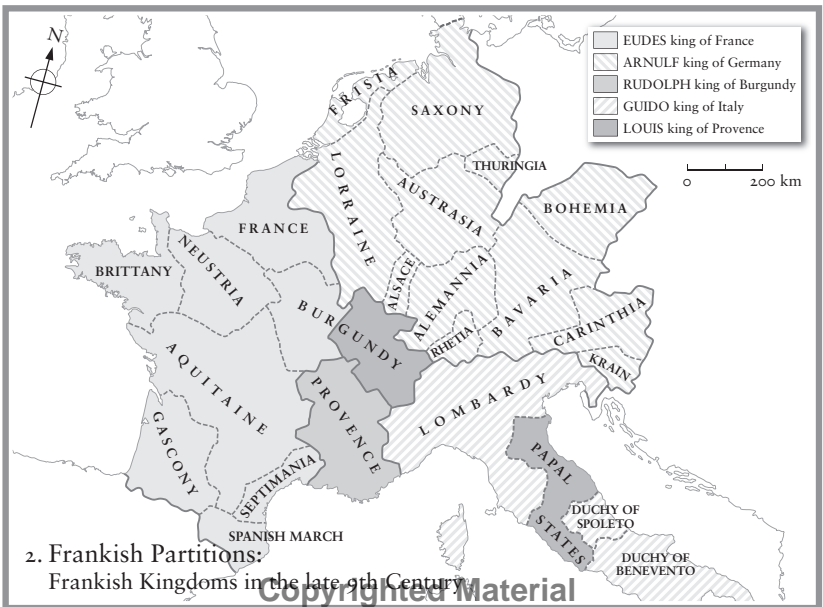 N
EUDES king of France
ARNULF king of Germany
RUDOLPH king of Burgundy
GUIDO king of Italy
LOUIS king of Provence
0 200 km
FRISIA
SAXONY
THURINGIA
LORRAINE
AUSTRASIA
BOHEMIA
FRANCE
NEUSTRIA
BRITTANY
ALSACE
ALEMANNIA
BAVARIA
CARINTHIA
BURGUNDY
RHETIA
KRAIN
AQUITAINE
PROVENCE
LOMBARDY
GASCONY
SEPTIMANIA
SPANISH MARCH
PAPAL
STATES
DUCHY OF
SPOLETO
DUCHY OF
BENEVENTO
2. Frankish Partitions:
Frankish Kingdoms in the late 9th Century
Copyrighted Material